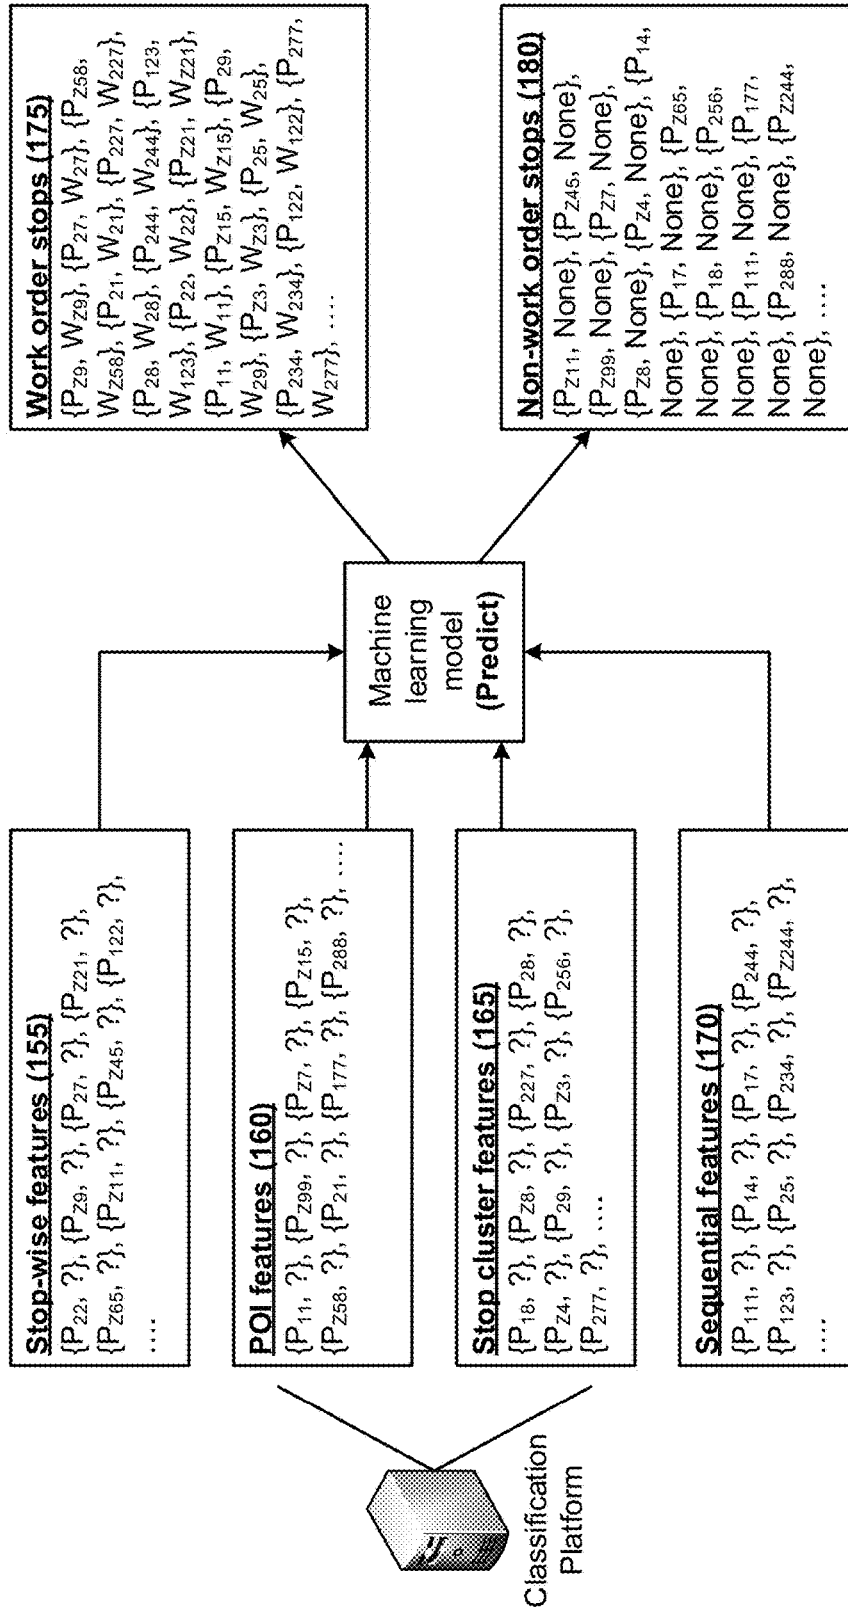 Classification
Platform
Stop-wise features (155)
{P22, ?}, {PZ9, ?}, {P27, ?}, {PZ21, ?},
{PZ65, ?}, {PZ11, ?}, {PZ45, ?}, {P122, ?},
....
POI features (160)
{P11, ?}, {PZ99, ?}, {PZ7, ?}, {PZ15, ?},
{PZ58, ?}, {P21, ?}, {P177, ?}, {P288, ?}, ....
Stop cluster features (165)
{P18, ?}, {PZ8, ?}, {P227, ?}, {P28, ?},
{PZ4, ?}, {P29, ?}, {PZ3, ?}, {P256, ?},
{P277, ?}, ....
Sequential features (170)
{P111, ?}, {P14, ?}, {P17, ?}, {P244, ?},
{P123, ?}, {P25, ?}, {P234, ?}, {PZ244, ?},
....
Machine
learning
model
(Predict)
Work order stops (175)
{PZ9, WZ9}, {P27, W27}, {PZ58,
WZ58}, {P21, W21}, {P227, W227},
{P28, W28}, {P244, W244}, {P123,
W123}, {P22, W22}, {PZ21, WZ21},
{P11, W11}, {PZ15, WZ15}, {P29,
W29}, {PZ3, WZ3}, {P25, W25},
{P234, W234}, {P122, W122}, {P277,
W277}, ....
Non-work order stops (180)
{PZ11, None}, {PZ45, None},
{PZ99, None}, {PZ7, None},
{PZ8, None}, {PZ4, None}, {P14,
None}, {P17, None}, {PZ65,
None}, {P18, None}, {P256,
None}, {P111, None}, {P177,
None}, {P288, None}, {PZ244,
None}, ....